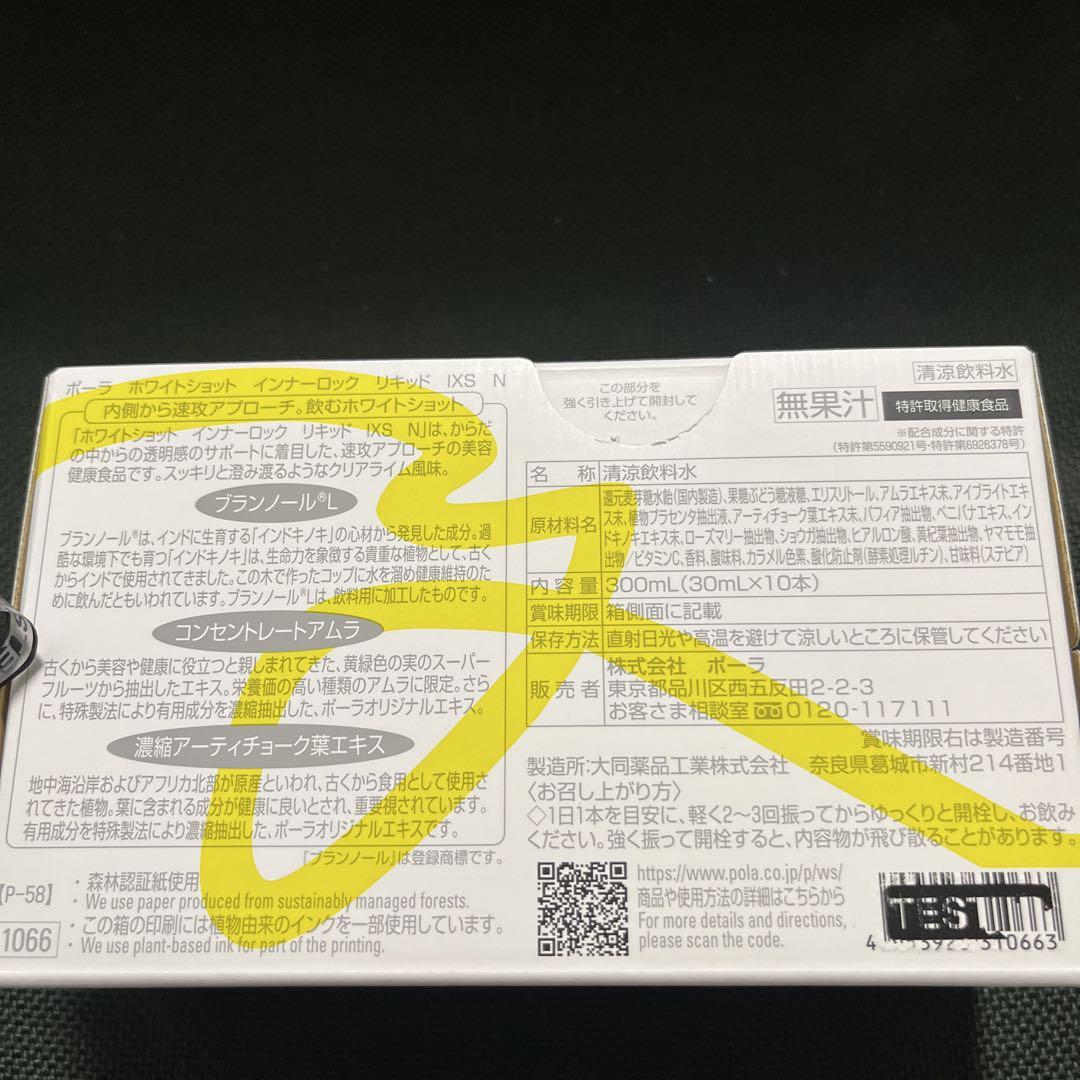 ポーラ ホワイトショット インナーロック リキッド IXS N
内側から速攻アプローチ。飲むホワイトショット
「ホワイトショット インナーロック リキッド IXS N」は、からだ
の中からの透明感のサポートに着目した、速攻アプローチの美容
健康食品です。スッキリと澄み渡るようなクリアライム風味。
ブランノール®L
ブランノール®は、インドに生育する「インドキノキ」の心材から発見した成分。過
酷な環境下でも育つ「インドキノキ」は、生命力を象徴する貴重な植物として、古く
からインドで使用されてきました。この木で作ったコップに水を溜め健康維持のた
めに飲んだともいわれています。ブランノール®Lは、飲料用に加工したものです。
コンセントレートアムラ
古くから美容や健康に役立つと親しまれてきた、黄緑色の実のスーパー
フルーツから抽出したエキス。栄養価の高い種類のアムラに限定。さら
に、特殊製法により有用成分を濃縮抽出した、ポーラオリジナルエキス。
濃縮アーティチョーク葉エキス
地中海沿岸およびアフリカ北部が原産といわれ、古くから食用として使用さ
れてきた植物。葉に含まれる成分が健康に良いとされ、重要視されています。
有用成分を特殊製法により濃縮抽出した、ポーラオリジナルエキスです。
「ブランノール」は登録商標です。
【P-58】
1066
・森林認証紙使用
・We use paper produced from sustainably managed forests.
・この箱の印刷には植物由来のインクを一部使用しています。
・We use plant-based ink for part of the printing.
この部分を
強く引き上げて開封して
ください。
清涼飲料水
無果汁
特許取得健康食品
※配合成分に関する特許
(特許第5590921号・特許第6926378号)
名 称 清涼飲料水
原材料名 還元麦芽糖水飴(国内製造)、果糖ぶどう糖液糖、エリスリトール、アムラエキス末、アイブライトエキ
ス末、植物プラセンタ抽出液、アーティチョーク葉エキス末、パフィア抽出物、ベニバナエキス、イン
ドキノキエキス末、ローズマリー抽出物、ショウガ抽出物、ヒアルロン酸、黄杞葉抽出物、ヤマモモ抽
出物/ビタミンC、香料、酸味料、カラメル色素、酸化防止剤(酵素処理ルチン)、甘味料(ステビア)
内容量 300mL(30mL×10本)
賞味期限 箱側面に記載
保存方法 直射日光や高温を避けて涼しいところに保管してください
販売者 株式会社 ポーラ
東京都品川区西五反田2-2-3
お客さま相談室 0120-117111
賞味期限右は製造番号
製造所:大同薬品工業株式会社 奈良県葛城市新村214番地1
〈お召し上がり方〉
◇1日1本を目安に、軽く2〜3回振ってからゆっくりと開栓し、お飲み
ください。強く振って開栓すると、内容物が飛び散ることがあります。
https://www.pola.co.jp/p/ws/
商品や使用方法の詳細はこちらから
For more details and directions,
please scan the code.
TES